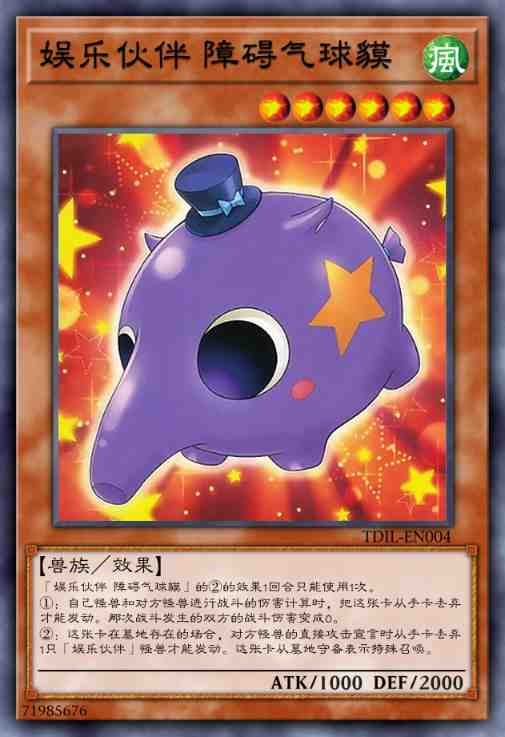 娱乐伙伴 障碍气球貘
風
TDIL-EN004
【兽族／效果】
「娱乐伙伴 障碍气球貘」的②的效果1回合只能使用1次。
①：自己怪兽和对方怪兽进行战斗的伤害计算时，把这张卡从手卡丢弃
才能发动。那次战斗发生的双方的战斗伤害变成0。
②：这张卡在墓地存在的场合，对方怪兽的直接攻击宣言时从手卡丢弃
1只「娱乐伙伴」怪兽才能发动。这张卡从墓地守备表示特殊召唤。
ATK/1000 DEF/2000
71985676